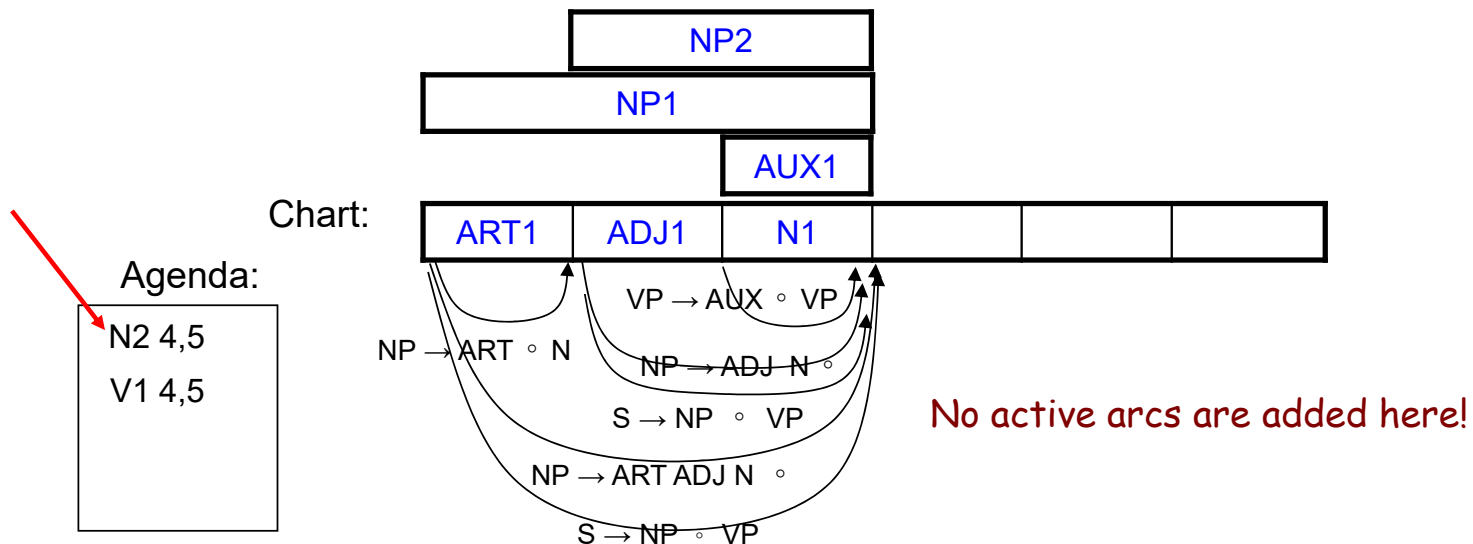 NP2
NP1
AUX1
Chart:
ART1 ADJ1 N1
Agenda:
N2 4,5
V1 4,5
VP → AUX ◦ VP
NP → ART ◦ N
NP → ADJ N ◦
S → NP ◦ VP
No active arcs are added here!
NP → ART ADJ N ◦
S → NP ◦ VP